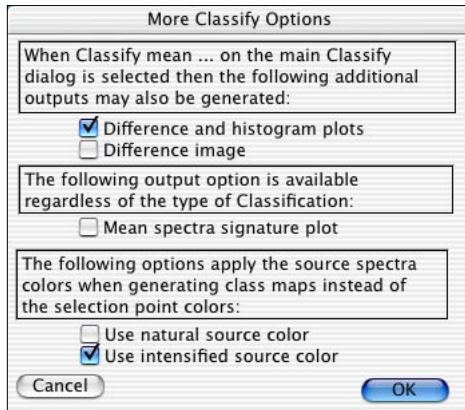 More Classify Options
When Classify mean ... on the main Classify
dialog is selected then the following additional
outputs may also be generated:
Difference and histogram plots
Difference image
The following output option is available
regardless of the type of Classification:
Mean spectra signature plot
The following options apply the source spectra
colors when generating class maps instead of
the selection point colors:
Use natural source color
Use intensified source color
Cancel OK